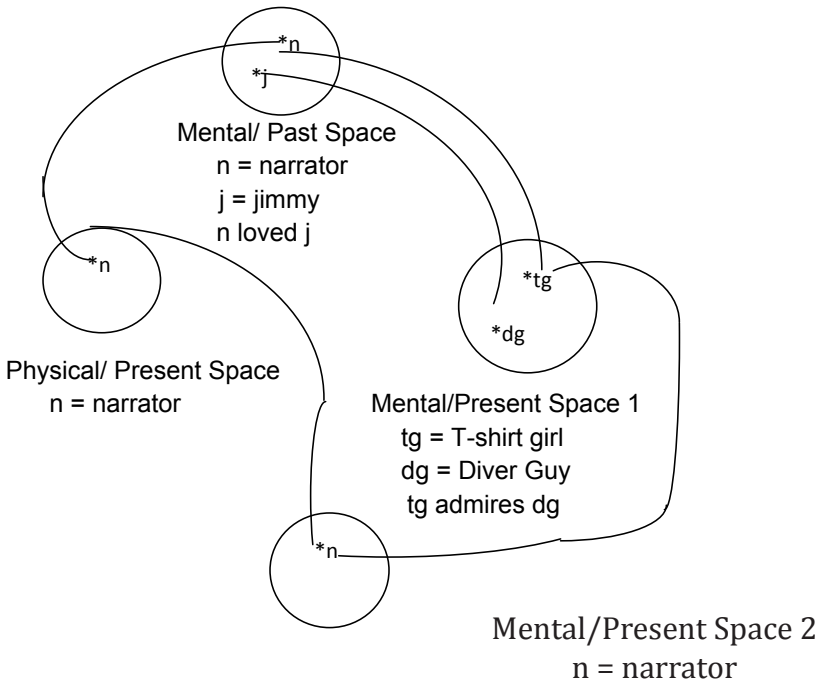 *n
*j
Mental/ Past Space
n = narrator
j = jimmy
n loved j
*n
Physical/ Present Space
n = narrator
*tg
*dg
Mental/Present Space 1
tg = T-shirt girl
dg = Diver Guy
tg admires dg
*n
Mental/Present Space 2
n = narrator